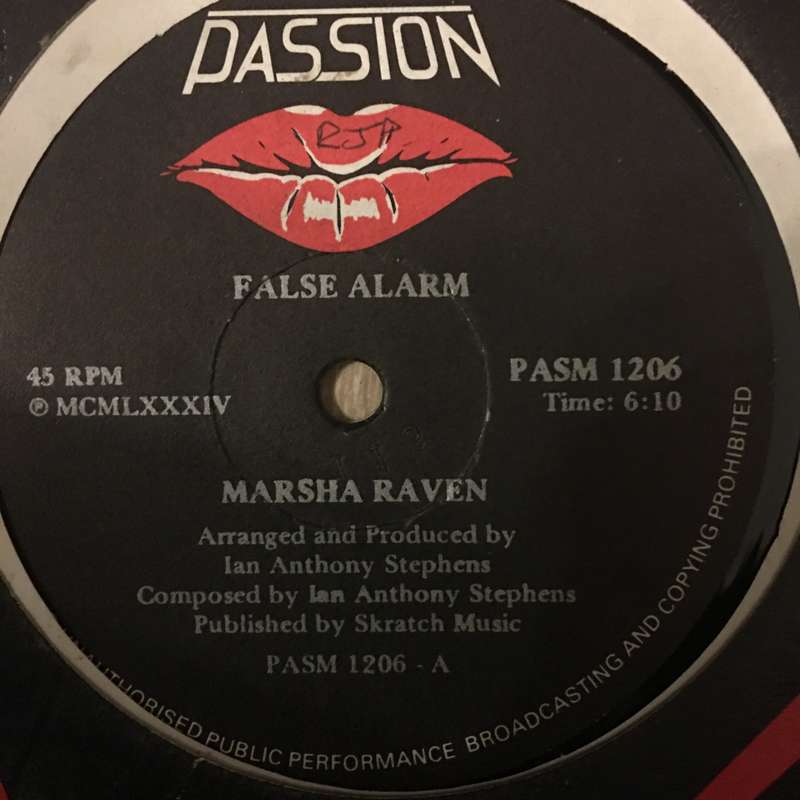 PASSION
RJP
FALSE ALARM
45 RPM
℗ MCMLXXXIV
PASM 1206
Time: 6:10
MARSHA RAVEN
Arranged and Produced by
Ian Anthony Stephens
Composed by Ian Anthony Stephens
Published by Skratch Music
PASM 1206 - A
UNAUTHORISED PUBLIC PERFORMANCE BROADCASTING AND COPYING PROHIBITED